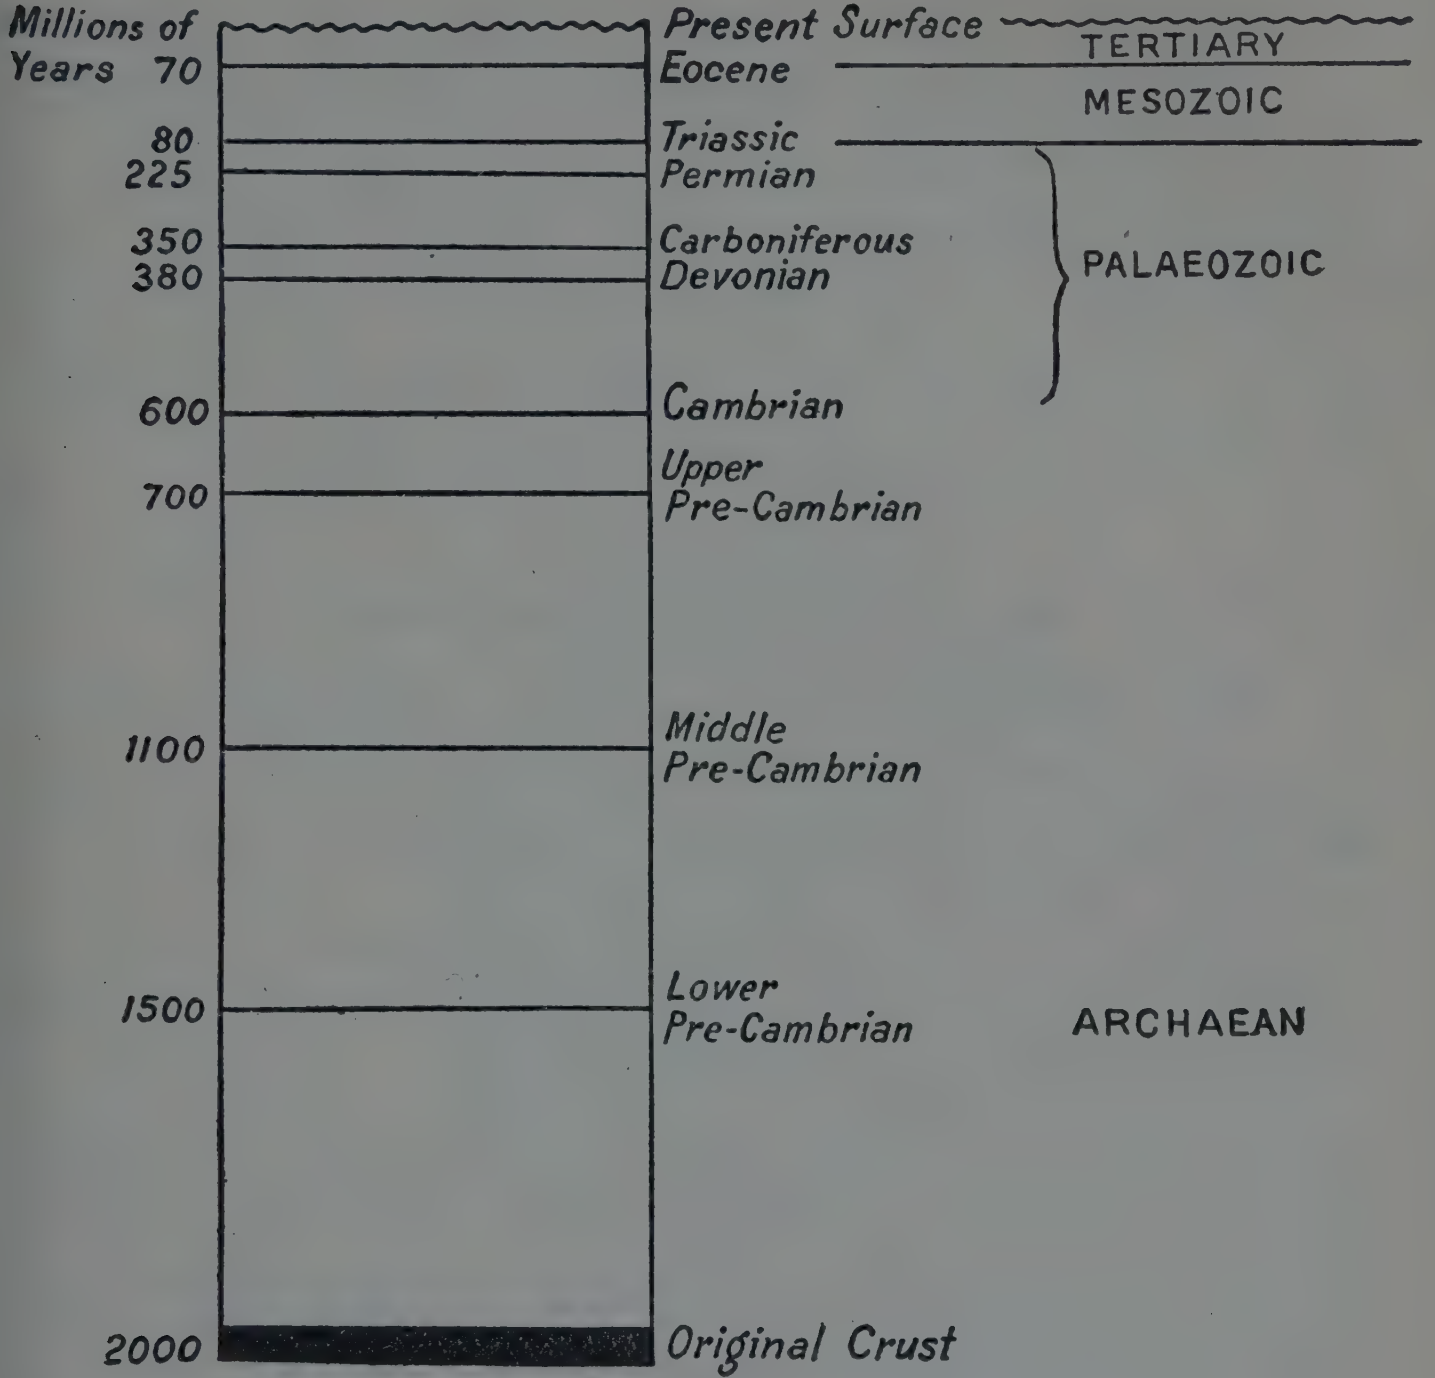 Millions of
Years 70
80
225
350
380
600
700
1100
1500
2000
Present Surface
Eocene
Triassic
Permian
Carboniferous
Devonian
Cambrian
Upper
Pre-Cambrian
Middle
Pre-Cambrian
Lower
Pre-Cambrian
Original Crust
TERTIARY
MESOZOIC
PALAEOZOIC
ARCHAEAN